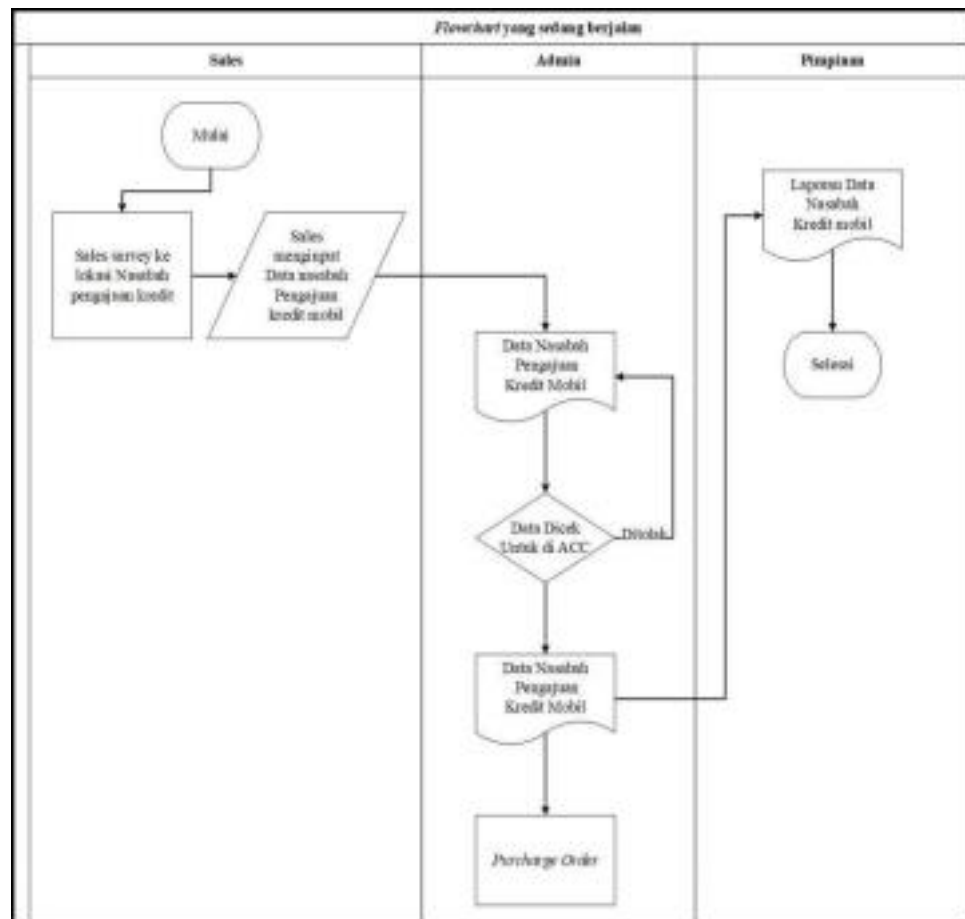 Flowchart yang sedang berjalan
Sales
Admin
Pimpinan
Mulai
Sales survey ke
lokasi Nasabah
pengajuan kredit
Sales
menginput
Data nasabah
Pengajuan
kredit mobil
Data Nasabah
Pengajuan
Kredit Mobil
Data Dicek
Untuk di ACC
Ditolak
Data Nasabah
Pengajuan
Kredit Mobil
Purcharge Order
Laporan Data
Nasabah
Kredit mobil
Selesai